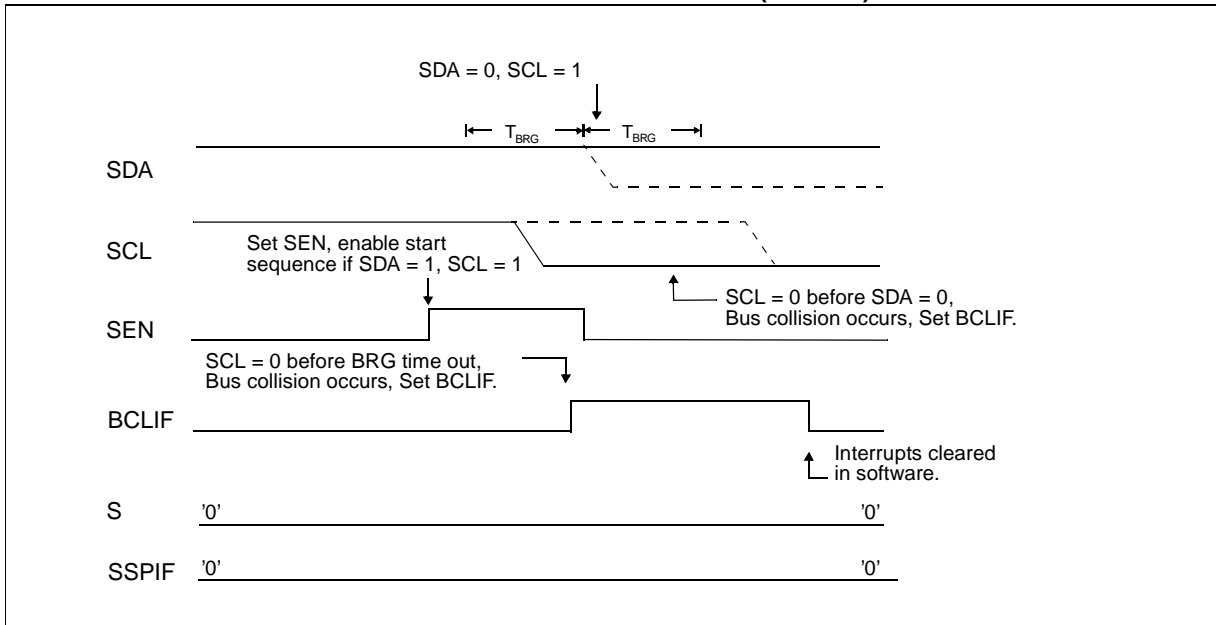 SDA = 0, SCL = 1
TBRG TBRG
SDA
SCL
Set SEN, enable start
sequence if SDA = 1, SCL = 1
SCL = 0 before SDA = 0,
Bus collision occurs, Set BCLIF.
SEN
SCL = 0 before BRG time out,
Bus collision occurs, Set BCLIF.
BCLIF
Interrupts cleared
in software.
S '0' '0'
SSPIF '0' '0'